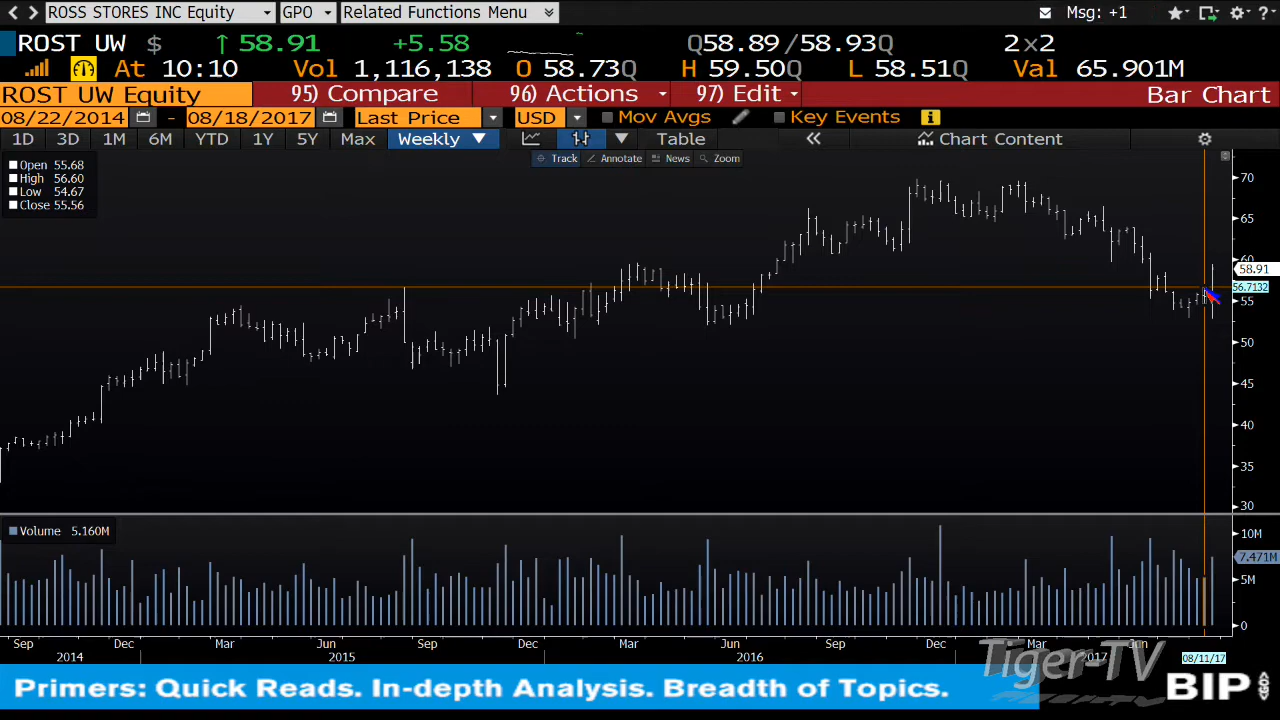 ROSS STORES INC Equity GPO Related Functions Menu Msg: +1
ROST UW $ ↑ 58.91 +5.58 Q58.89 / 58.93Q 2×2
At 10:10 Vol 1,116,138 O 58.73Q H 59.50Q L 58.51Q Val 65.901M
ROST UW Equity 95) Compare 96) Actions 97) Edit Bar Chart
08/22/2014 - 08/18/2017 Last Price USD Mov Avgs Key Events
1D 3D 1M 6M YTD 1Y 5Y Max Weekly ▼ Table « Chart Content
Track Annotate News Zoom
Open 55.68
High 56.60
Low 54.67
Close 55.56
70
65
60
58.91
56.7132
55
50
45
40
35
30
Volume 5.160M
10M
7.471M
5M
0
Sep Dec Mar Jun Sep Dec Mar Jun Sep Dec Mar Jun
2014 2015 2016 2017 08/11/17
Tiger-TV
Primers: Quick Reads. In-depth Analysis. Breadth of Topics.
BIP